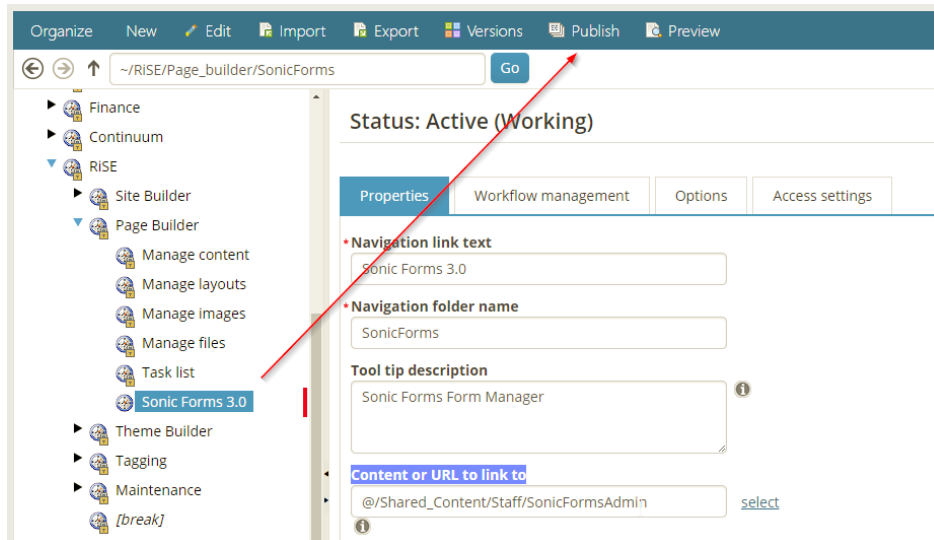 Organize New Edit Import Export Versions Publish Preview
~/RiSE/Page_builder/SonicForms Go
Finance
Continuum
RiSE
Site Builder
Page Builder
Manage content
Manage layouts
Manage images
Manage files
Task list
Sonic Forms 3.0
Theme Builder
Tagging
Maintenance
[break]
Status: Active (Working)
Properties Workflow management Options Access settings
*Navigation link text
Sonic Forms 3.0
*Navigation folder name
SonicForms
Tool tip description
Sonic Forms Form Manager
Content or URL to link to
@/Shared_Content/Staff/SonicFormsAdmin select